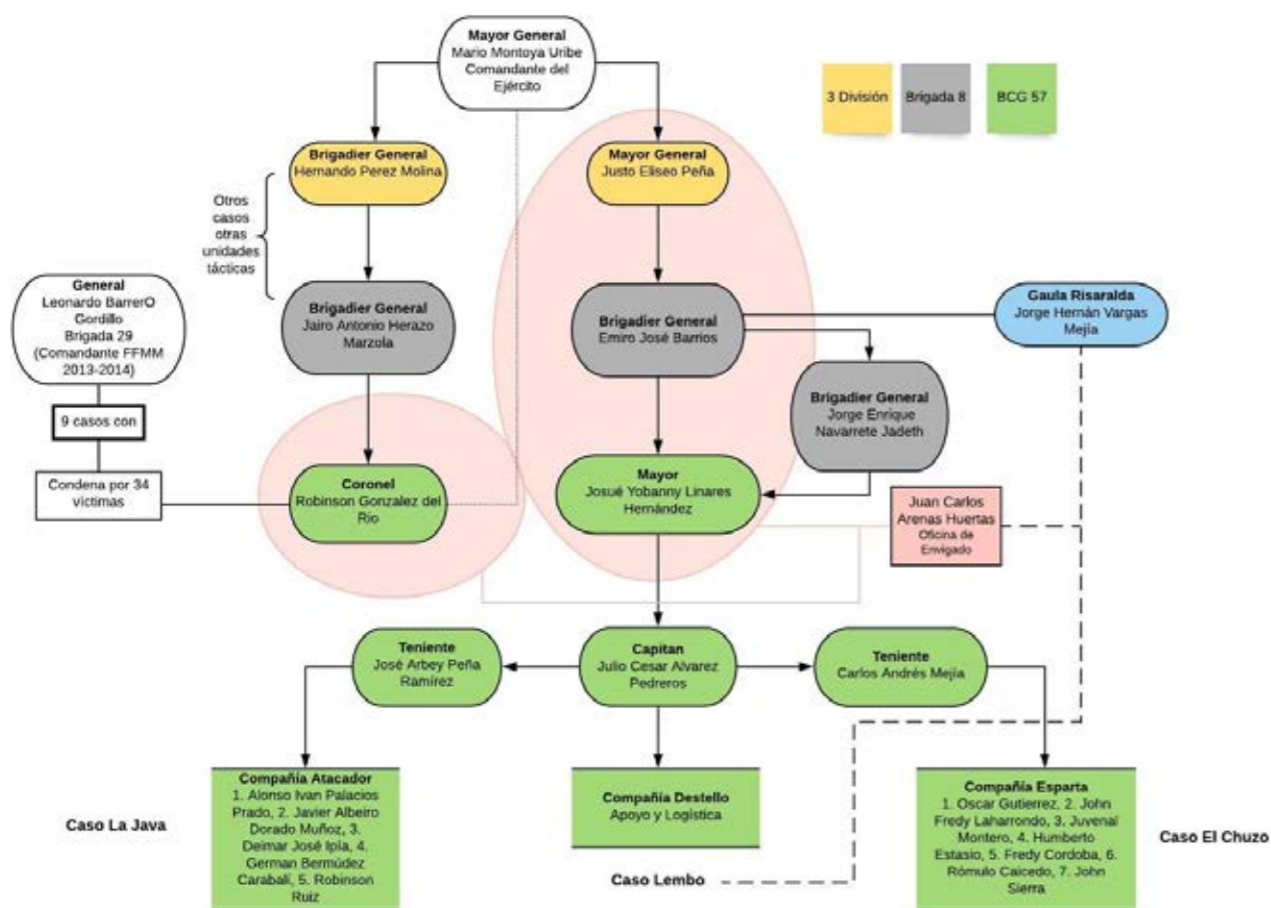 Mayor General
Mario Montoya Uribe
Comandante del
Ejército
3 División
Brigada 8
BCG 57
Brigadier General
Hernando Perez Molina
Mayor General
Justo Eliseo Peña
Otros
casos
otras
unidades
tácticas
General
Leonardo BarrerO
Gordillo
Brigada 29
(Comandante FFMM
2013-2014)
Brigadier General
Jairo Antonio Herazo
Marzola
Brigadier General
Emiro José Barrios
Gaula Risaralda
Jorge Hernán Vargas
Mejía
Brigadier General
Jorge Enrique
Navarrete Jadeth
9 casos con
Condena por 34
víctimas
Coronel
Robinson Gonzalez del
Rio
Mayor
Josué Yobanny Linares
Hernández
Juan Carlos
Arenas Huertas
Oficina de
Envigado
Teniente
José Arbey Peña
Ramírez
Capitan
Julio Cesar Alvarez
Pedreros
Teniente
Carlos Andrés Mejía
Caso La Java
Compañía Atacador
1. Alonso Ivan Palacios
Prado, 2. Javier Albeiro
Dorado Muñoz, 3.
Deimar José Ipia, 4.
German Bermúdez
Carabalí, 5. Robinson
Ruiz
Compañía Destello
Apoyo y Logística
Caso Lembo
Compañía Esparta
1. Oscar Gutierrez, 2. John
Fredy Laharrondo, 3. Juvenal
Montero, 4. Humberto
Estasio, 5. Fredy Cordoba, 6.
Rómulo Caicedo, 7. John
Sierra
Caso El Chuzo